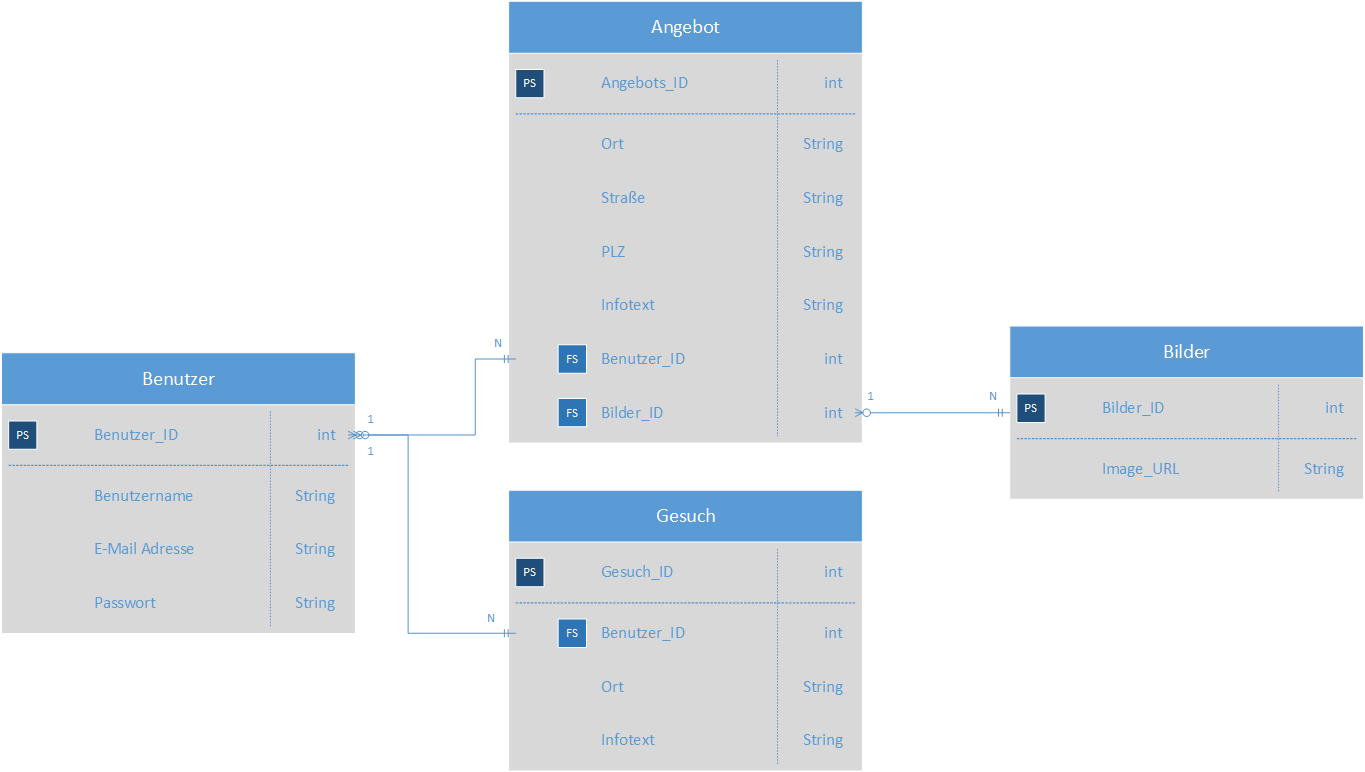 Angebot
PS Angebots_ID int
Ort String
Straße String
PLZ String
Infotext String
FS Benutzer_ID int
FS Bilder_ID int
Benutzer
PS Benutzer_ID int
Benutzername String
E-Mail Adresse String
Passwort String
1
1
N
N
1
N
Bilder
PS Bilder_ID int
Image_URL String
Gesuch
PS Gesuch_ID int
FS Benutzer_ID int
Ort String
Infotext String